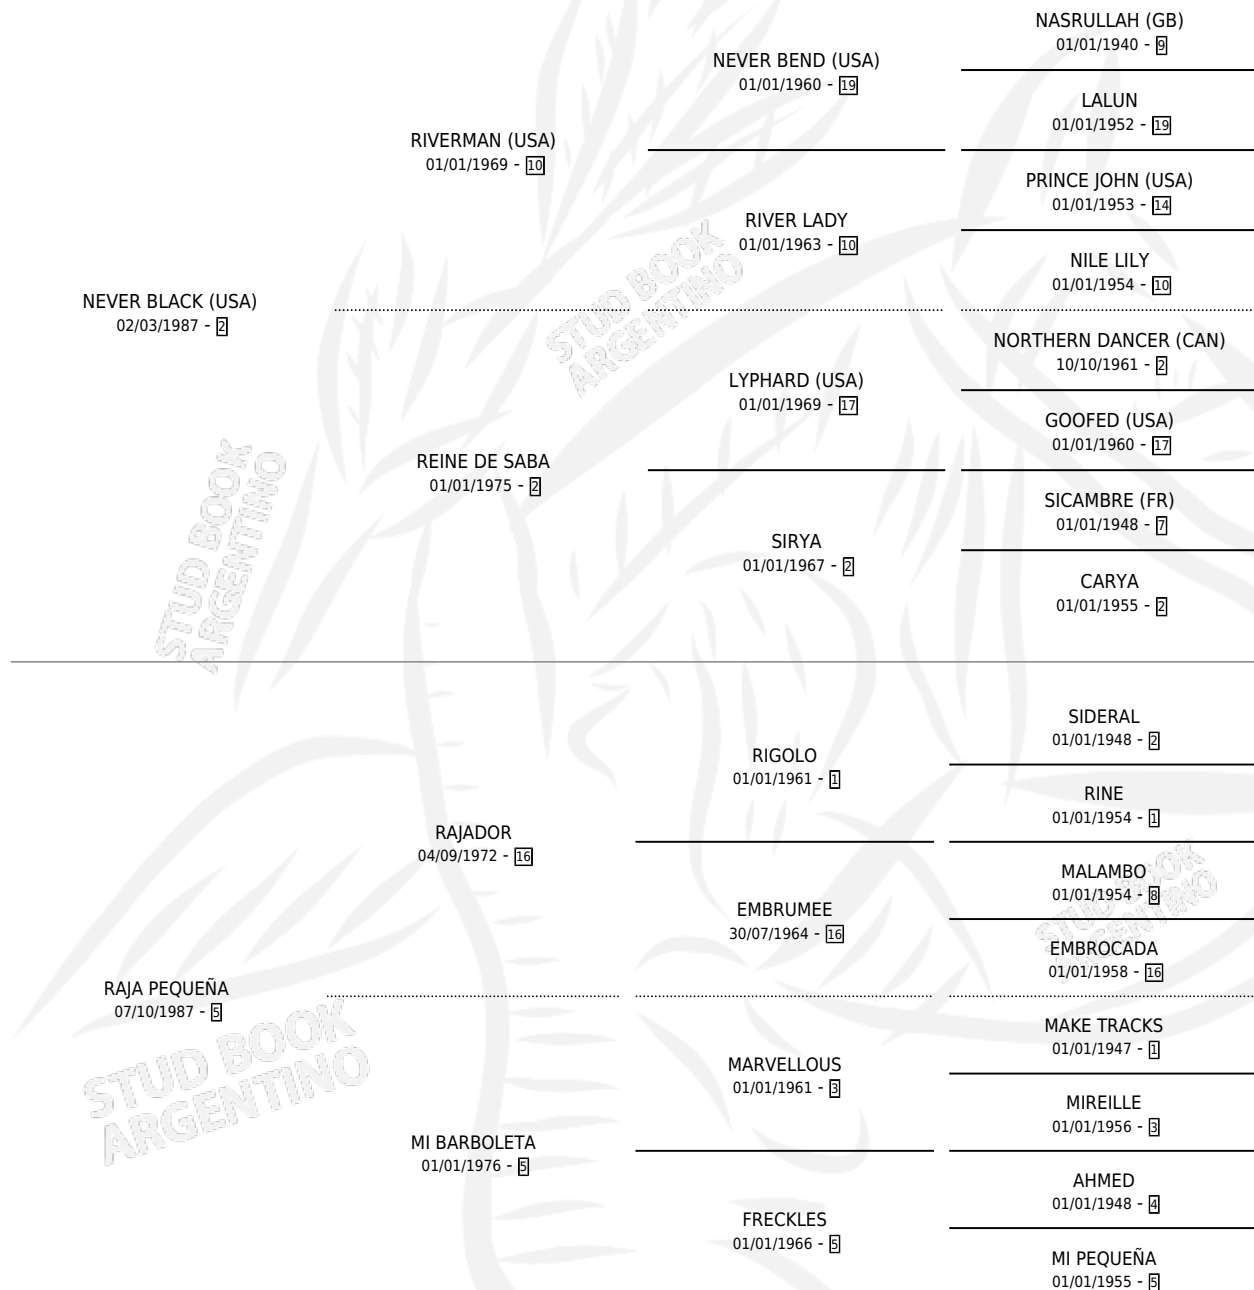 NASRULLAH (GB)
01/01/1940 - 9
NEVER BEND (USA)
01/01/1960 - 19
LALUN
01/01/1952 - 19
RIVERMAN (USA)
01/01/1969 - 10
PRINCE JOHN (USA)
01/01/1953 - 14
RIVER LADY
01/01/1963 - 10
NILE LILY
01/01/1954 - 10
NEVER BLACK (USA)
02/03/1987 - 2
STUD BOOK
ARGENTINO
NORTHERN DANCER (CAN)
10/10/1961 - 2
LYPHARD (USA)
01/01/1969 - 17
GOOFED (USA)
01/01/1960 - 17
REINE DE SABA
01/01/1975 - 2
SICAMBRE (FR)
01/01/1948 - 7
SIRYA
01/01/1967 - 2
CARYA
01/01/1955 - 2
STUD BOOK
ARGENTINO
SIDERAL
01/01/1948 - 2
RIGOLO
01/01/1961 - 1
RINE
01/01/1954 - 1
RAJADOR
04/09/1972 - 16
MALAMBO
01/01/1954 - 8
EMBRUMEE
30/07/1964 - 16
EMBROCADA
01/01/1958 - 16
STUD BOOK
ARGENTINO
RAJA PEQUEÑA
07/10/1987 - 5
MAKE TRACKS
01/01/1947 - 1
MARVELLOUS
01/01/1961 - 3
MIREILLE
01/01/1956 - 3
STUD BOOK
ARGENTINO
MI BARBOLETA
01/01/1976 - 5
AHMED
01/01/1948 - 4
FRECKLES
01/01/1966 - 5
MI PEQUEÑA
01/01/1955 - 5